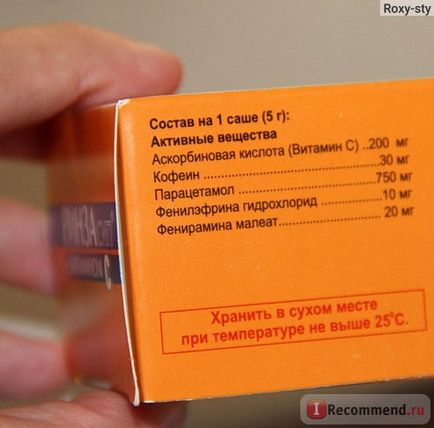 Roxy-sty
Состав на 1 саше (5 г):
Активные вещества
Аскорбиновая кислота (Витамин С) ..200 мг
Кофеин ........................................ 30 мг
Парацетамол ................................ 750 мг
Фенилэфрина гидрохлорид ........... 10 мг
Фенирамина малеат...................... 20 мг
Хранить в сухом месте
при температуре не выше 25°С.
С
IRecommend.ru